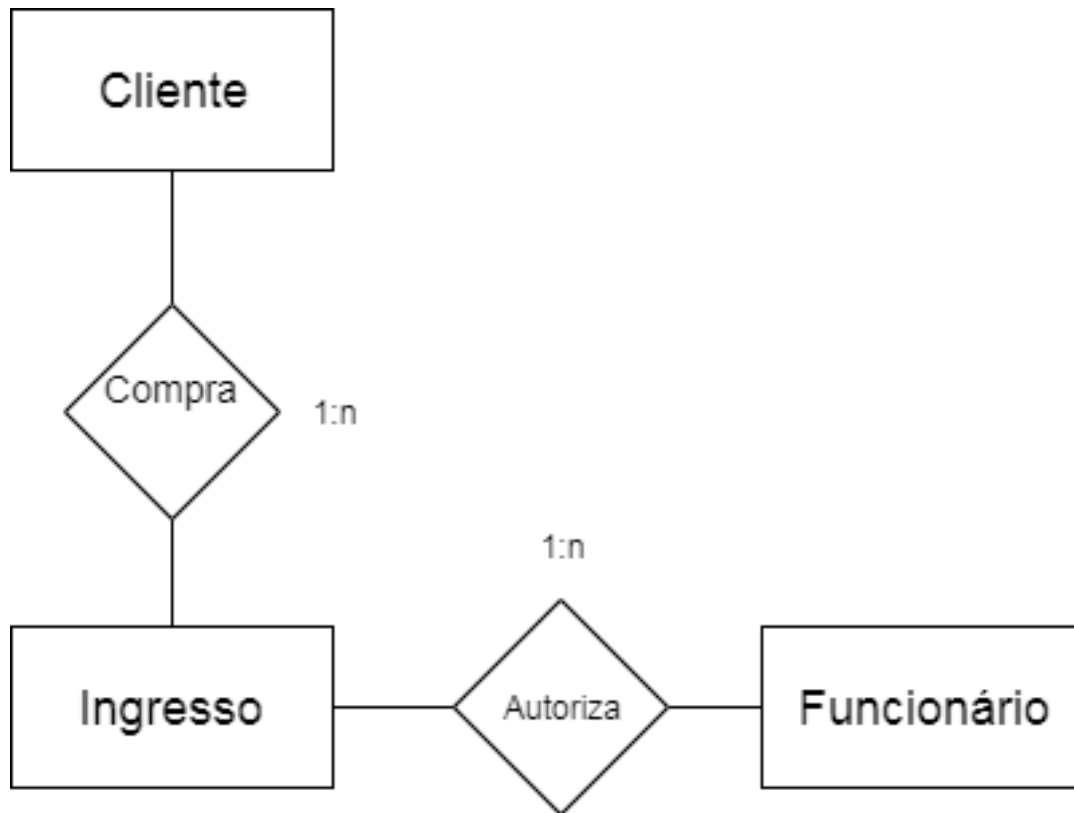 Cliente
Compra
1:n
1:n
Ingresso
Autoriza
Funcionário